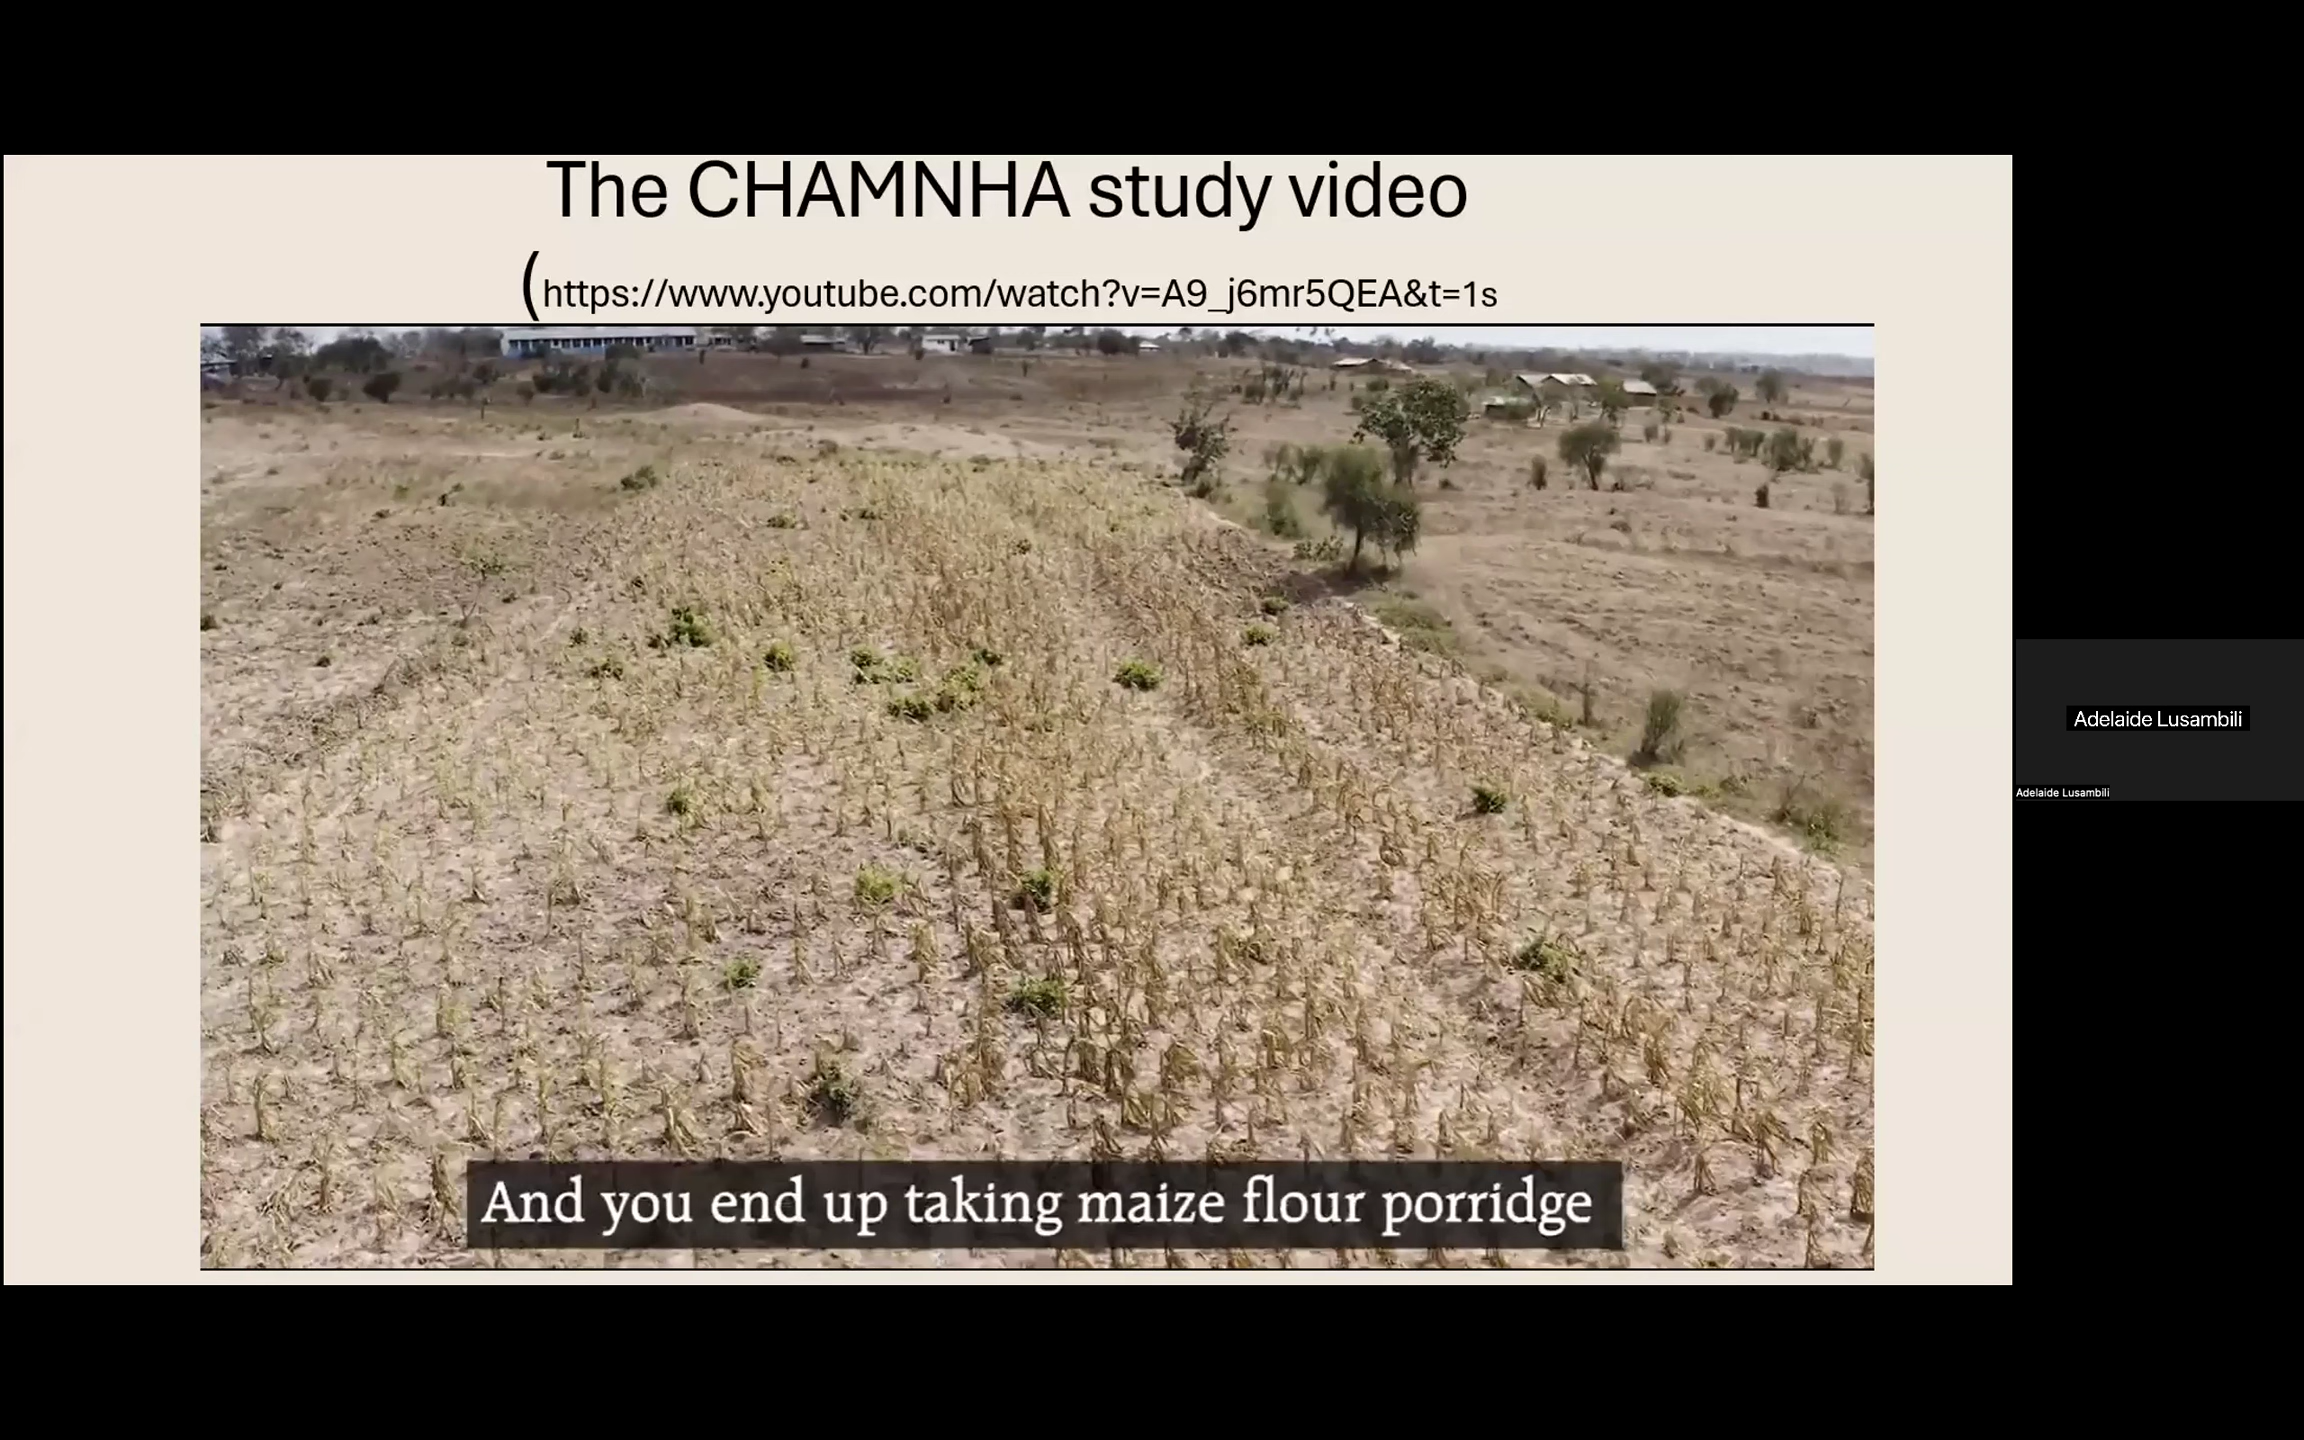 The CHAMNHA study video
(https://www.youtube.com/watch?v=A9_j6mr5QEA&t=1s
And you end up taking maize flour porridge
Adelaide Lusambili
Adelaide Lusambili